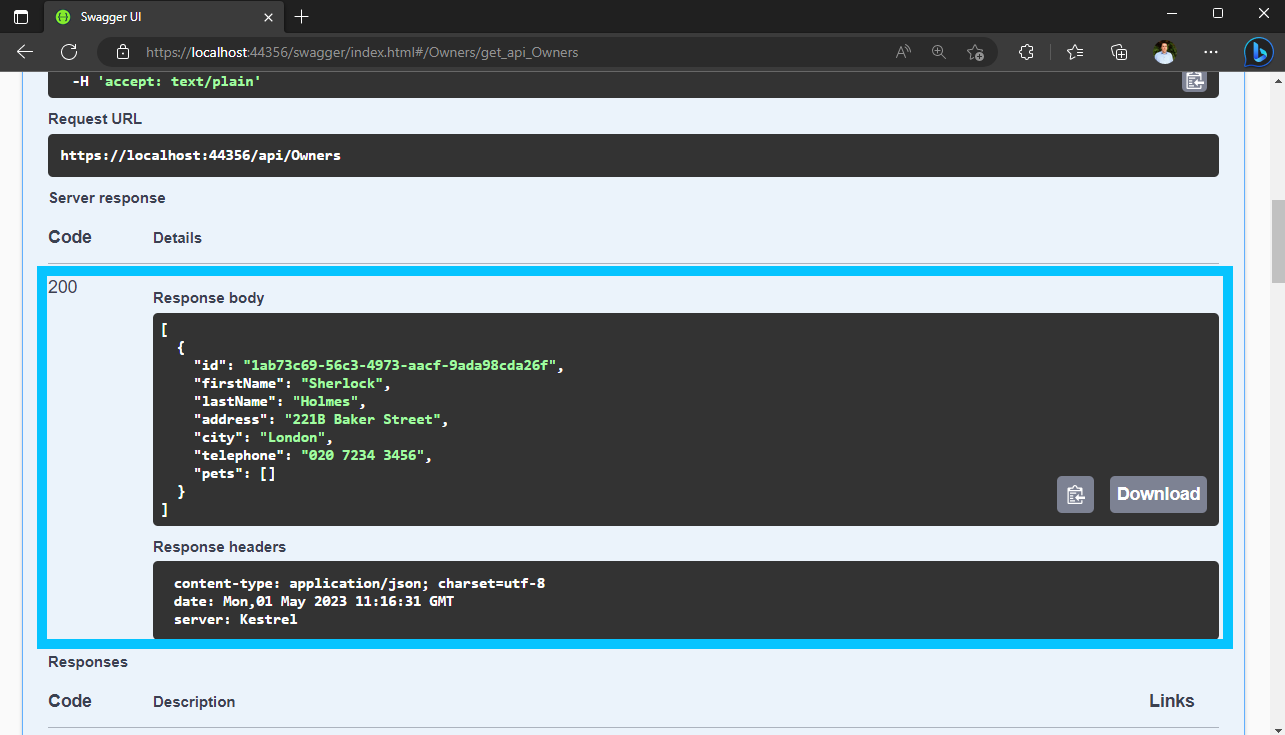 Swagger UI
https://localhost:44356/swagger/index.html#/Owners/get_api_Owners
-H 'accept: text/plain'
Request URL
https://localhost:44356/api/Owners
Server response
Code Details
200
Response body
[
  {
    "id": "1ab73c69-56c3-4973-aacf-9ada98cda26f",
    "firstName": "Sherlock",
    "lastName": "Holmes",
    "address": "221B Baker Street",
    "city": "London",
    "telephone": "020 7234 3456",
    "pets": []
  }
]
Download
Response headers
content-type: application/json; charset=utf-8
date: Mon,01 May 2023 11:16:31 GMT
server: Kestrel
Responses
Code Description Links